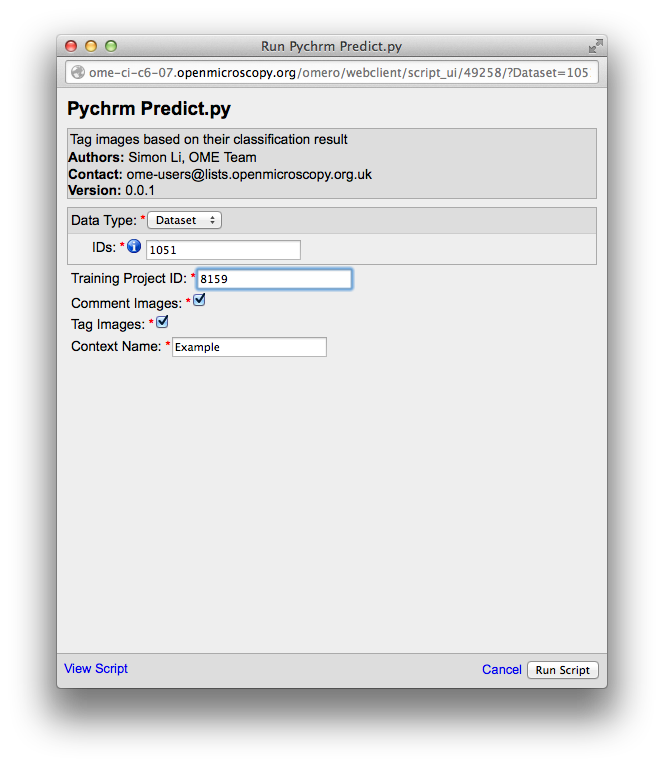 Run Pychrm Predict.py
ome-ci-c6-07.openmicroscopy.org/omero/webclient/script_ui/49258/?Dataset=105
Pychrm Predict.py
Tag images based on their classification result
Authors: Simon Li, OME Team
Contact: ome-users@lists.openmicroscopy.org.uk
Version: 0.0.1
Data Type: * Dataset
IDs: * i 1051
Training Project ID: * 8159
Comment Images: *
Tag Images: *
Context Name: * Example
View Script Cancel Run Script